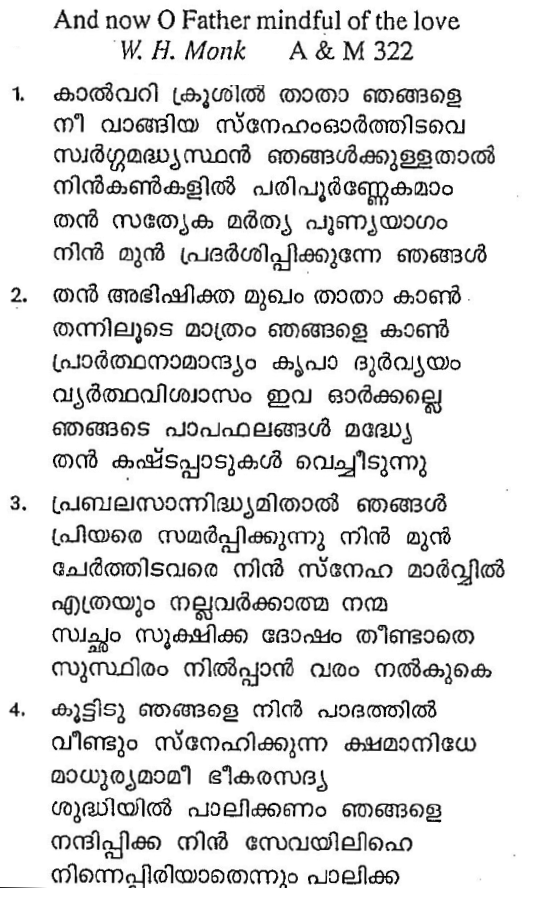 And now O Father mindful of the love
W. H. Monk A & M 322
1. കാൽവറി ക്രൂശിൽ താതാ ഞങ്ങളെ
നീ വാങ്ങിയ സ്നേഹംഓർത്തിടവെ
സ്വർഗ്ഗമദ്ധ്യസ്ഥൻ ഞങ്ങൾക്കുള്ളതാൽ
നിൻകൺകളിൽ പരിപൂർണ്ണേകമാം
തൻ സത്യേക മർത്യ പൂണ്യയാഗം
നിൻ മുൻ പ്രദർശിപ്പിക്കുന്നേ ഞങ്ങൾ
2. തൻ അഭിഷിക്ത മുഖം താതാ കാൺ
തന്നിലൂടെ മാത്രം ഞങ്ങളെ കാൺ
പ്രാർത്ഥനാമാന്ദ്യം കൃപാ ദുർവ്യയം
വ്യർത്ഥവിശ്വാസം ഇവ ഓർക്കല്ലെ
ഞങ്ങടെ പാപഫലങ്ങൾ മദ്ധ്യേ
തൻ കഷ്ടപ്പാടുകൾ വെച്ചീടുന്നു
3. പ്രബലസാന്നിദ്ധ്യമിതാൽ ഞങ്ങൾ
പ്രിയരെ സമർപ്പിക്കുന്നു നിൻ മുൻ
ചേർത്തിടവരെ നിൻ സ്നേഹ മാർവ്വിൽ
എത്രയും നല്ലവർക്കാത്മ നന്മ
സ്വച്ഛം സൂക്ഷിക്ക ദോഷം തീണ്ടാതെ
സുസ്ഥിരം നിൽപ്പാൻ വരം നൽകുകെ
4. കൂട്ടിടു ഞങ്ങളെ നിൻ പാദത്തിൽ
വീണ്ടും സ്നേഹിക്കുന്ന ക്ഷമാനിധേ
മാധുര്യമാമീ ഭീകരസദ്യ
ശുദ്ധിയിൽ പാലിക്കണം ഞങ്ങളെ
നന്ദിപ്പിക്ക നിൻ സേവയിലിഹെ
നിന്നെപ്പിരിയാതെന്നും പാലിക്ക